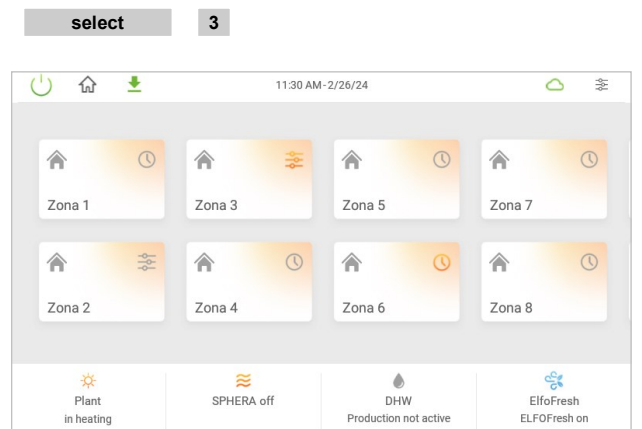 select 3
11:30 AM-2/26/24
Zona 1
Zona 3
Zona 5
Zona 7
Zona 2
Zona 4
Zona 6
Zona 8
Plant
in heating
SPHERA off
DHW
Production not active
ElfoFresh
ELFOFresh on